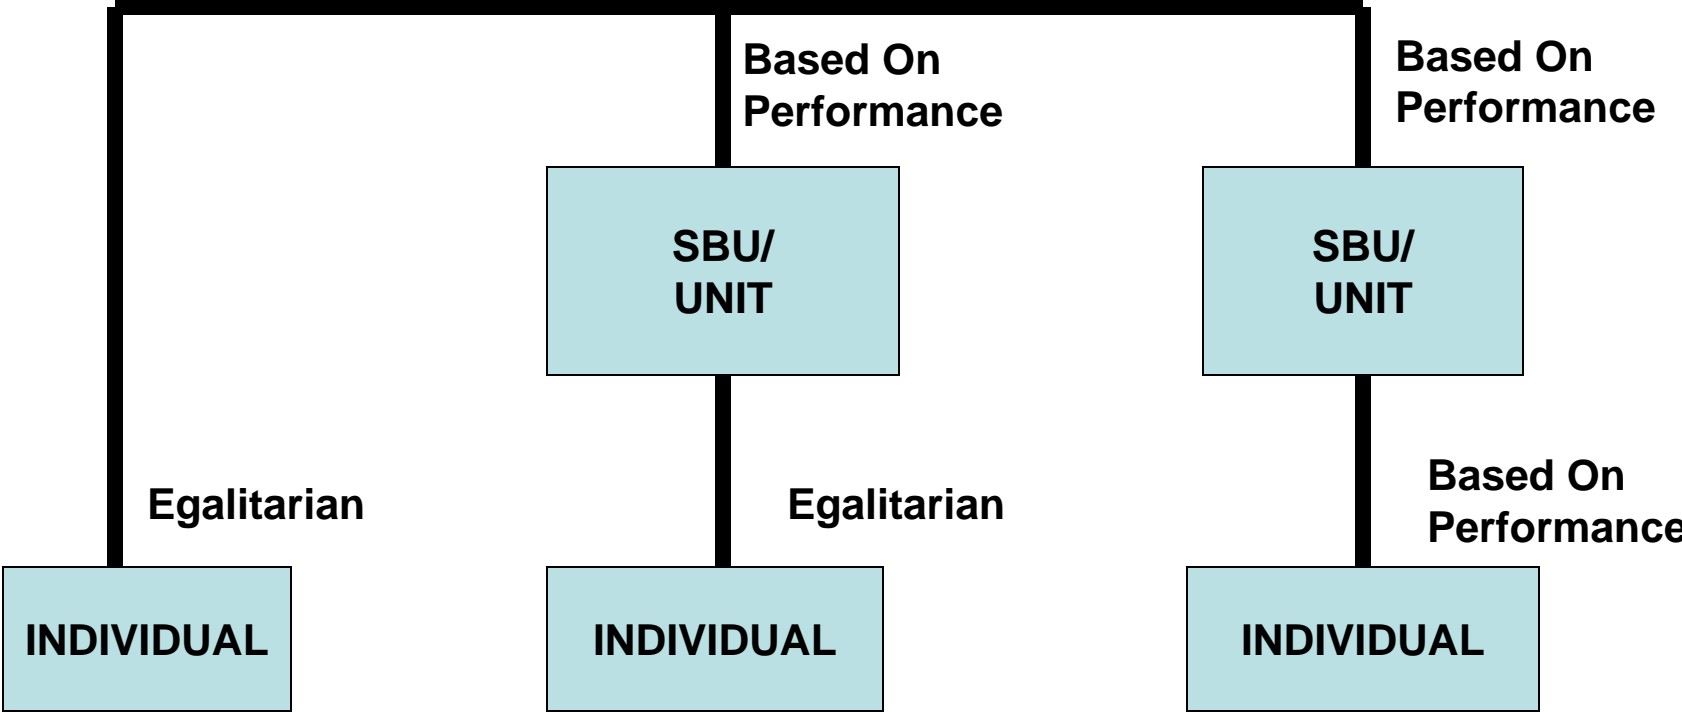 Based On
Performance
Based On
Performance
SBU/
UNIT
SBU/
UNIT
Egalitarian
Egalitarian
Based On
Performance
INDIVIDUAL
INDIVIDUAL
INDIVIDUAL